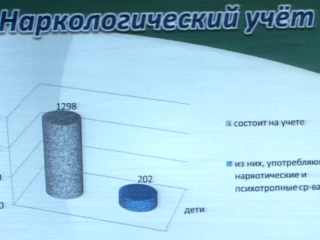 Наркологический учёт
1298
состоит на учете
202
из них, употребляю
наркотические и
психотропные ср-ва
0
дети